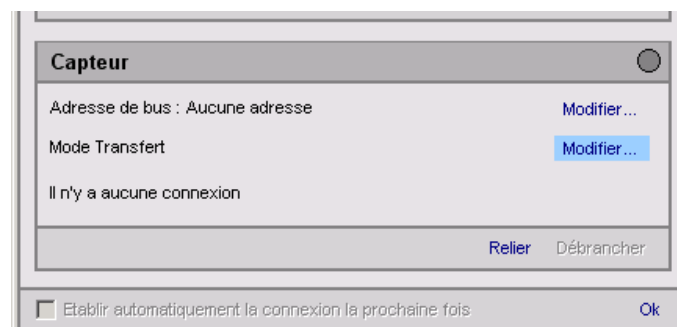 Capteur
Adresse de bus : Aucune adresse Modifier...
Mode Transfert Modifier...
Il n'y a aucune connexion
Relier Débrancher
Etablir automatiquement la connexion la prochaine fois Ok